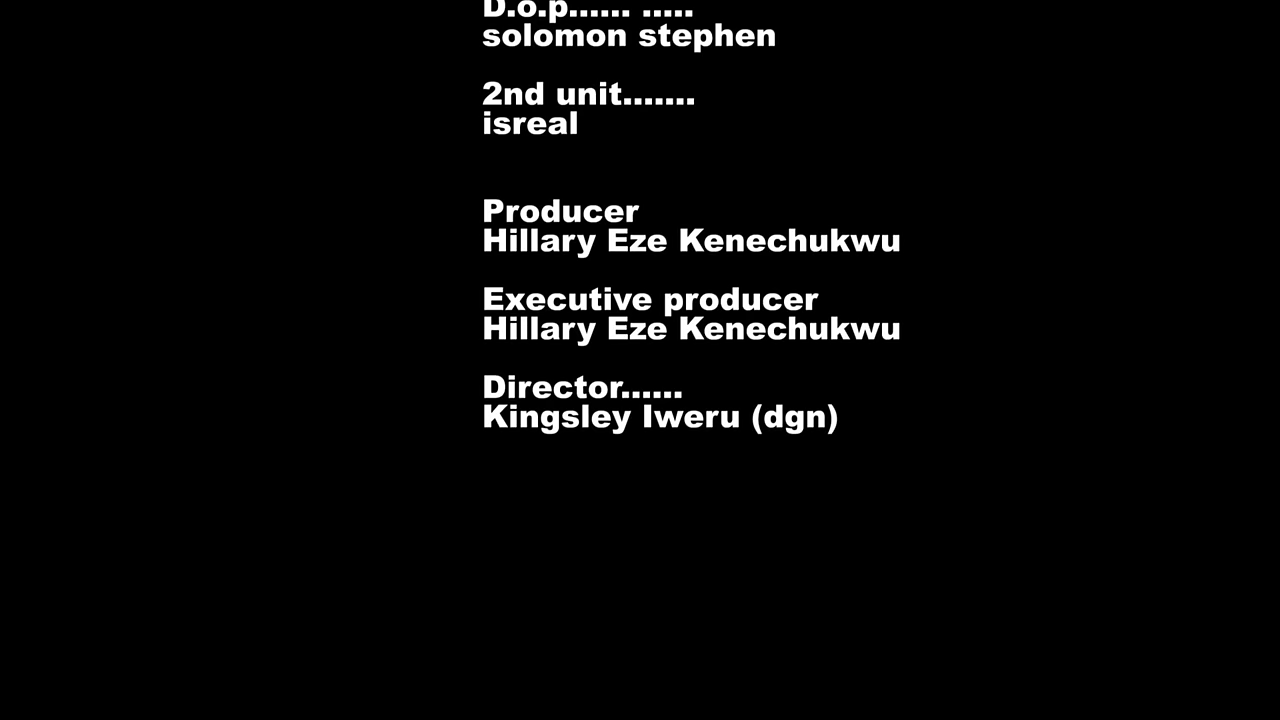 D.o.p...... .....
solomon stephen
2nd unit.......
isreal
Producer
Hillary Eze Kenechukwu
Executive producer
Hillary Eze Kenechukwu
Director......
Kingsley Iweru (dgn)